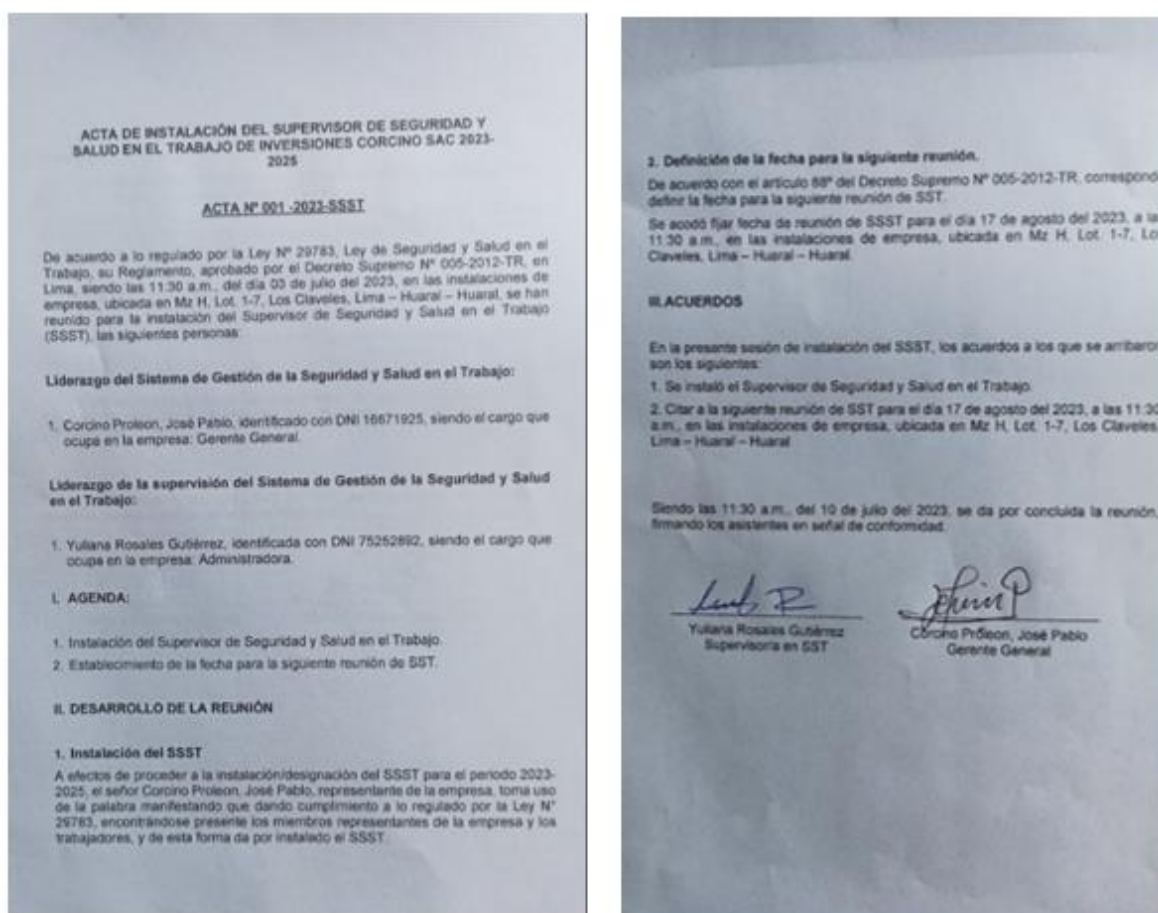 ACTA DE INSTALACIÓN DEL SUPERVISOR DE SEGURIDAD Y
SALUD EN EL TRABAJO DE INVERSIONES CORCINO SAC 2023-
2025
ACTA Nº 001 -2023-SSST
De acuerdo a lo regulado por la Ley Nº 29783, Ley de Seguridad y Salud en el
Trabajo, su Reglamento, aprobado por el Decreto Supremo Nº 005-2012-TR, en
Lima, siendo las 11:30 a.m., del día 03 de julio del 2023, en las instalaciones de
empresa, ubicada en Mz H, Lot. 1-7, Los Claveles, Lima – Huaral – Huaral, se han
reunido para la instalación del Supervisor de Seguridad y Salud en el Trabajo
(SSST), las siguientes personas:
Liderazgo del Sistema de Gestión de la Seguridad y Salud en el Trabajo:
1. Corcino Proleon, José Pablo, identificado con DNI 16671925, siendo el cargo que
ocupa en la empresa: Gerente General.
Liderazgo de la supervisión del Sistema de Gestión de la Seguridad y Salud
en el Trabajo:
1. Yuliana Rosales Gutiérrez, identificada con DNI 75252892, siendo el cargo que
ocupa en la empresa: Administradora.
I. AGENDA:
1. Instalación del Supervisor de Seguridad y Salud en el Trabajo.
2. Establecimiento de la fecha para la siguiente reunión de SST.
II. DESARROLLO DE LA REUNIÓN
1. Instalación del SSST
A efectos de proceder a la instalación/designación del SSST para el periodo 2023-
2025, el señor Corcino Proleon, José Pablo, representante de la empresa, toma uso
de la palabra manifestando que dando cumplimiento a lo regulado por la Ley N°
29783, encontrándose presente los miembros representantes de la empresa y los
trabajadores, y de esta forma da por instalado el SSST.
2. Definición de la fecha para la siguiente reunión.
De acuerdo con el artículo 68º del Decreto Supremo Nº 005-2012-TR, correspond
definir la fecha para la siguiente reunión de SST.
Se acodó fijar fecha de reunión de SSST para el día 17 de agosto del 2023, a la
11:30 a.m., en las instalaciones de empresa, ubicada en Mz H, Lot. 1-7, Lo
Claveles, Lima – Huaral – Huaral.
III.ACUERDOS
En la presente sesión de instalación del SSST, los acuerdos a los que se arribaron
son los siguientes:
1. Se instaló el Supervisor de Seguridad y Salud en el Trabajo.
2. Citar a la siguiente reunión de SST para el día 17 de agosto del 2023, a las 11:30
a.m., en las instalaciones de empresa, ubicada en Mz H, Lot. 1-7, Los Claveles,
Lima – Huaral – Huaral
Siendo las 11:30 a.m., del 10 de julio del 2023, se da por concluida la reunión,
firmando los asistentes en señal de conformidad.
Yuliana Rosales Gutiérrez
Supervisorra en SST
Corcino Proleon, José Pablo
Gerente General